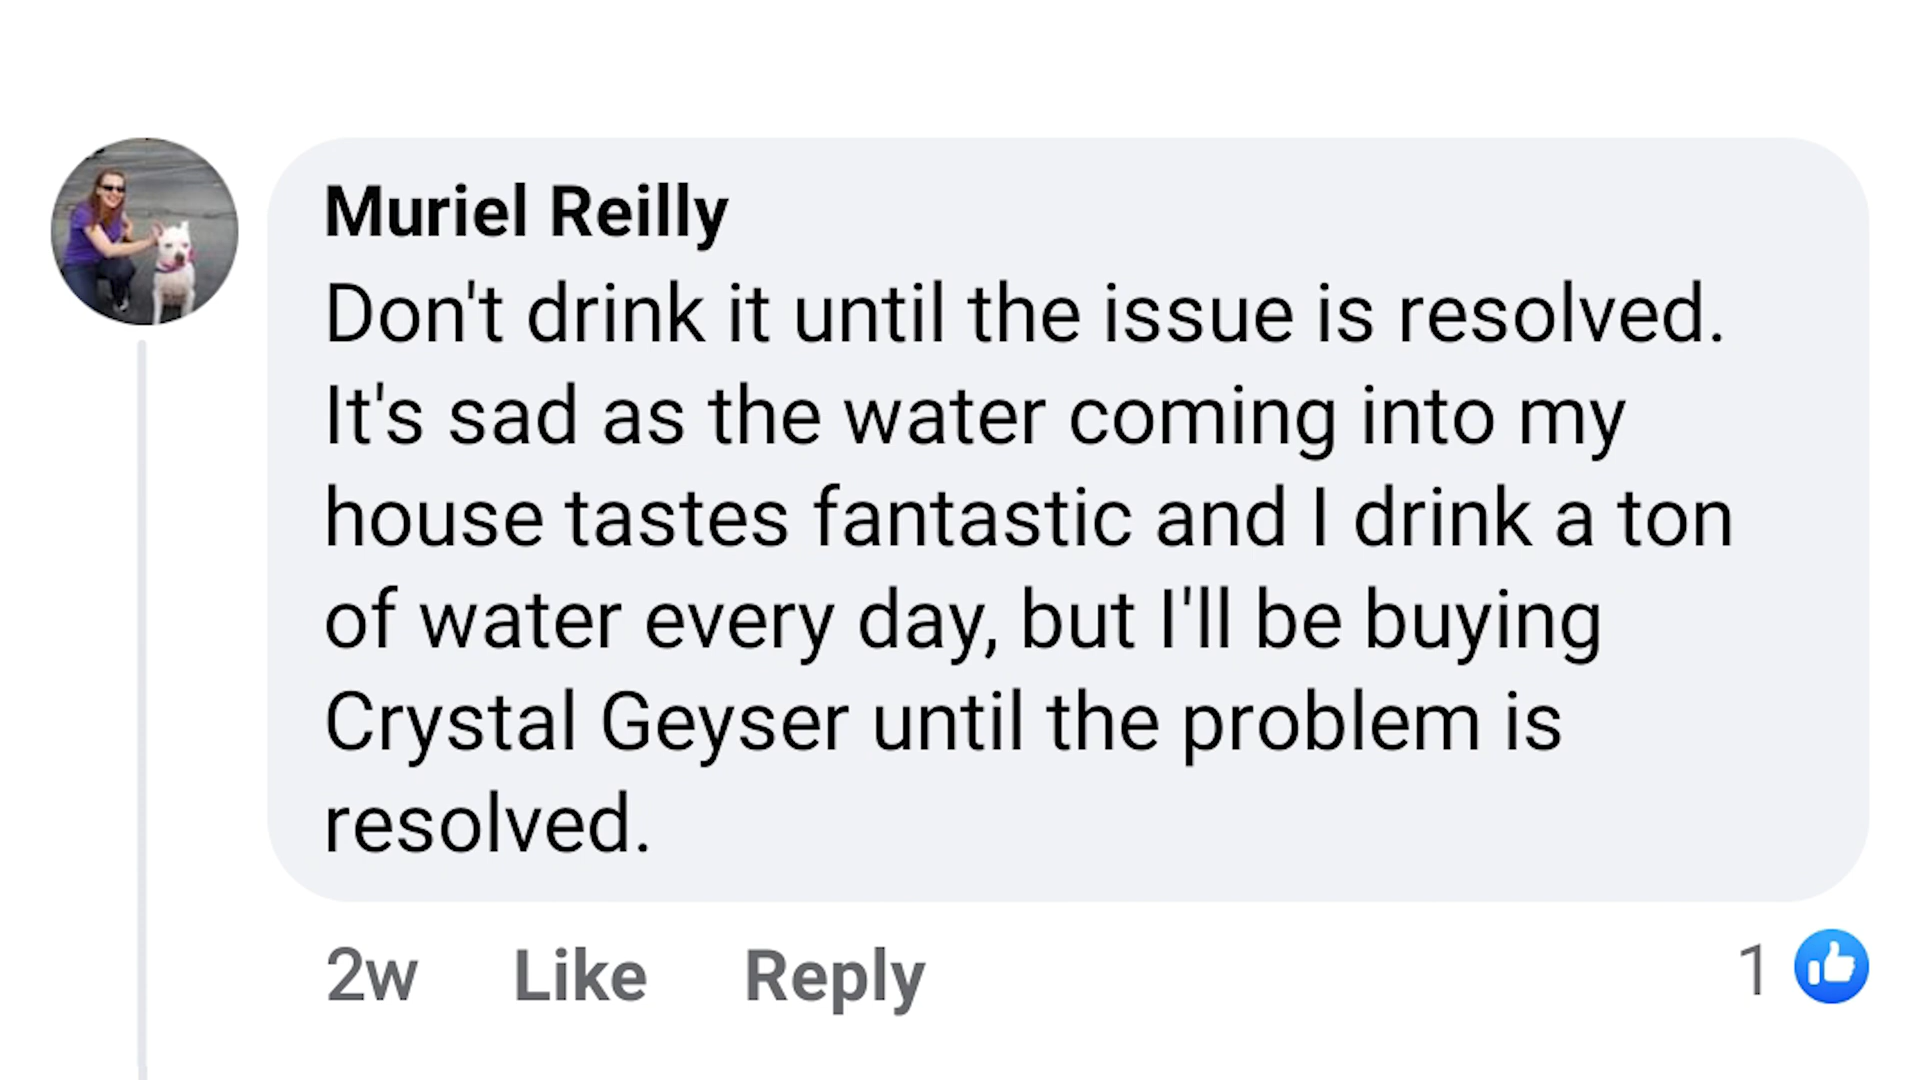 Muriel Reilly
Don't drink it until the issue is resolved.
It's sad as the water coming into my
house tastes fantastic and I drink a ton
of water every day, but I'll be buying
Crystal Geyser until the problem is
resolved.
2w Like Reply 1